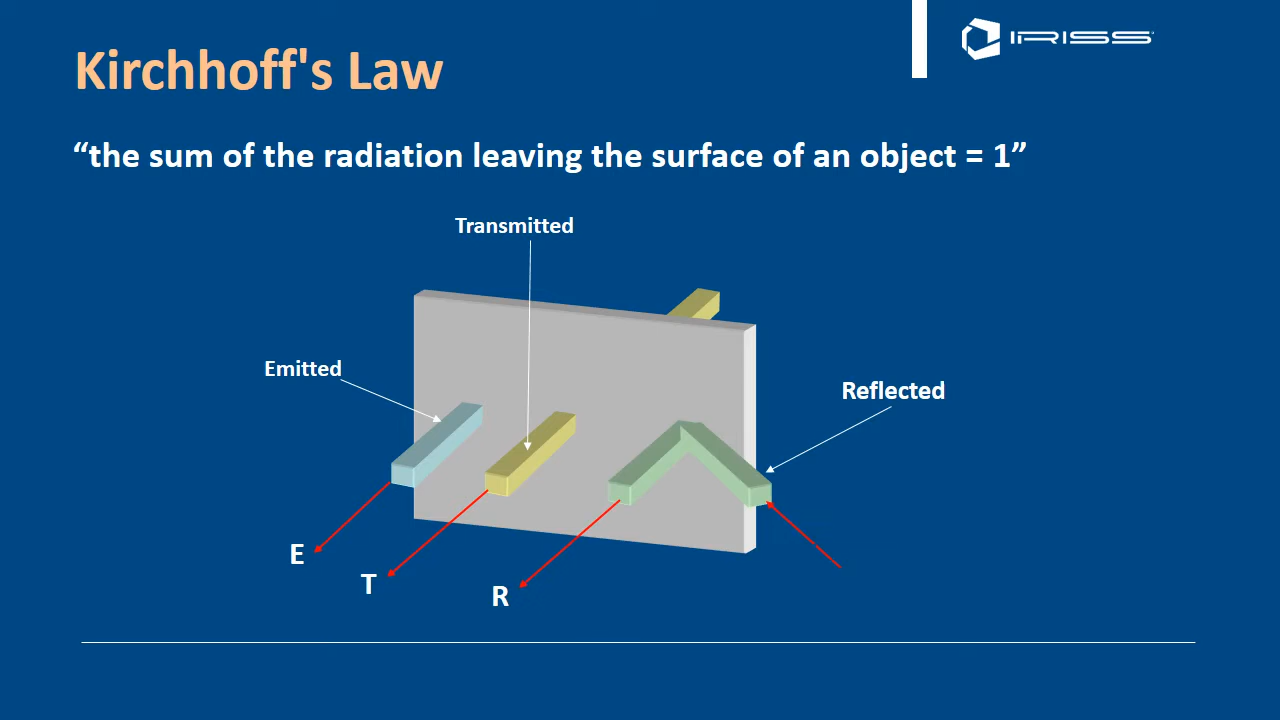 IRISS
Kirchhoff's Law
“the sum of the radiation leaving the surface of an object = 1”
Transmitted
Emitted
Reflected
E
T
R